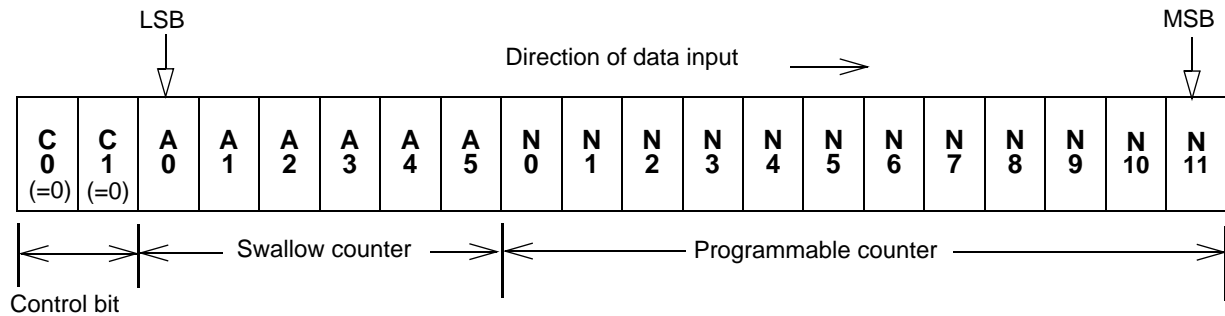 LSB
MSB
Direction of data input
C C A A A A A A N N N N N N N N N N N N
0 1 0 1 2 3 4 5 0 1 2 3 4 5 6 7 8 9 10 11
(=0) (=0)
Swallow counter
Programmable counter
Control bit